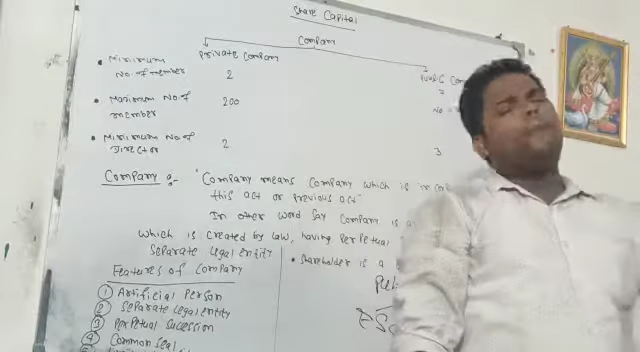 Share Capital
Company
Private Company
Minimum No. of member 2 7
Maximum No. of member 200 No
Minimum No. of Director 2 3
Company :- "Company means Company which is
this act or previous act"
In other word say Company is
which is created by law, having Perpetual
Separate legal entity
• Shareholder is a
Features of Company
① Artificial Person
② Separate legal entity
③ Perpetual Sucession
④ Common Seal